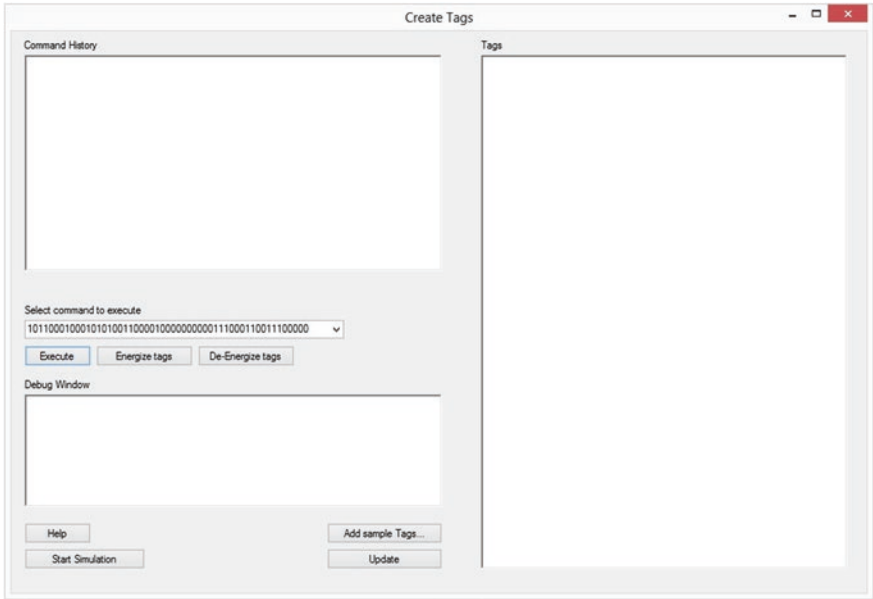 Create Tags
Command History
Tags
Select command to execute
10110001000101010011000010000000000111000110011100000
Execute
Energize tags
De-Energize tags
Debug Window
Help
Add sample Tags...
Start Simulation
Update